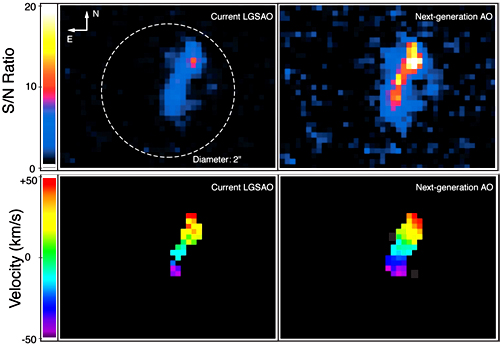 20
Current LGSAO
Next-generation AO
N
E
S/N Ratio
10
0
Diameter: 2"
+50
Current LGSAO
Next-generation AO
Velocity (km/s)
0
-50